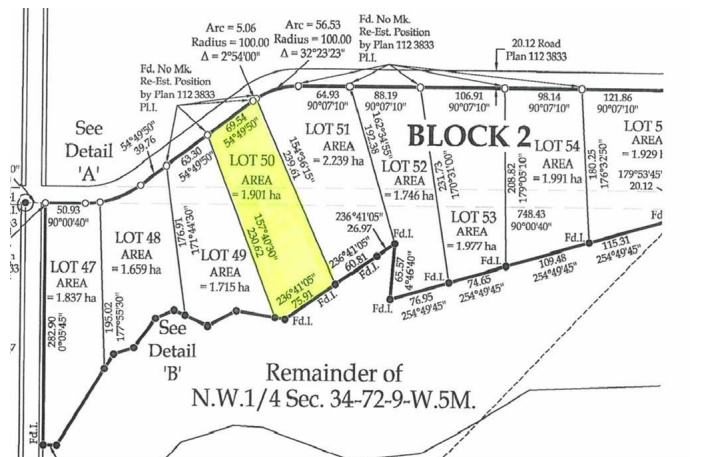 Arc = 5.06
Radius = 100.00
Δ = 2°54'00"
Arc = 56.53
Radius = 100.00
Δ = 32°23'23"
Fd. No Mk.
Re-Est. Position
by Plan 112 3833
Pl.I.
20.12 Road
Plan 112 3833
Fd. No Mk.
Re-Est. Position
by Plan 112 3833
Pl.I.
See
Detail
'A'
54°49'50"
39.76
63.30
54°49'50"
69.54
54°49'50"
64.93
90°07'10"
88.19
90°07'10"
106.91
90°07'10"
98.14
90°07'10"
121.86
90°07'10"
BLOCK 2
LOT 47
AREA
= 1.837 ha
LOT 48
AREA
= 1.659 ha
LOT 49
AREA
= 1.715 ha
LOT 50
AREA
= 1.901 ha
LOT 51
AREA
= 2.239 ha
LOT 52
AREA
= 1.746 ha
LOT 53
AREA
= 1.977 ha
LOT 54
AREA
= 1.991 ha
LOT 5
AREA
= 1.929 h
179°53'45"
20.12
50.93
90°00'40"
282.90
0°05'45"
195.02
177°55'30"
176.91
171°44'30"
157°40'30"
230.62
154°36'15"
239.61
162°34'55"
192.38
170°31'00"
231.73
208.82
179°05'10"
180.25
176°32'50"
748.43
90°00'40"
236°41'05"
75.91
236°41'05"
60.81
236°41'05"
26.97
65.57
4°46'40"
76.95
254°49'45"
74.65
254°49'45"
109.48
254°49'45"
115.31
254°49'45"
Fd.I.
Fd.I.
Fd.I.
Fd.I.
Fd.I.
Fd.I.
Fd.I.
Fd.I.
See
Detail
'B'
Remainder of
N.W.1/4 Sec. 34-72-9-W.5M.